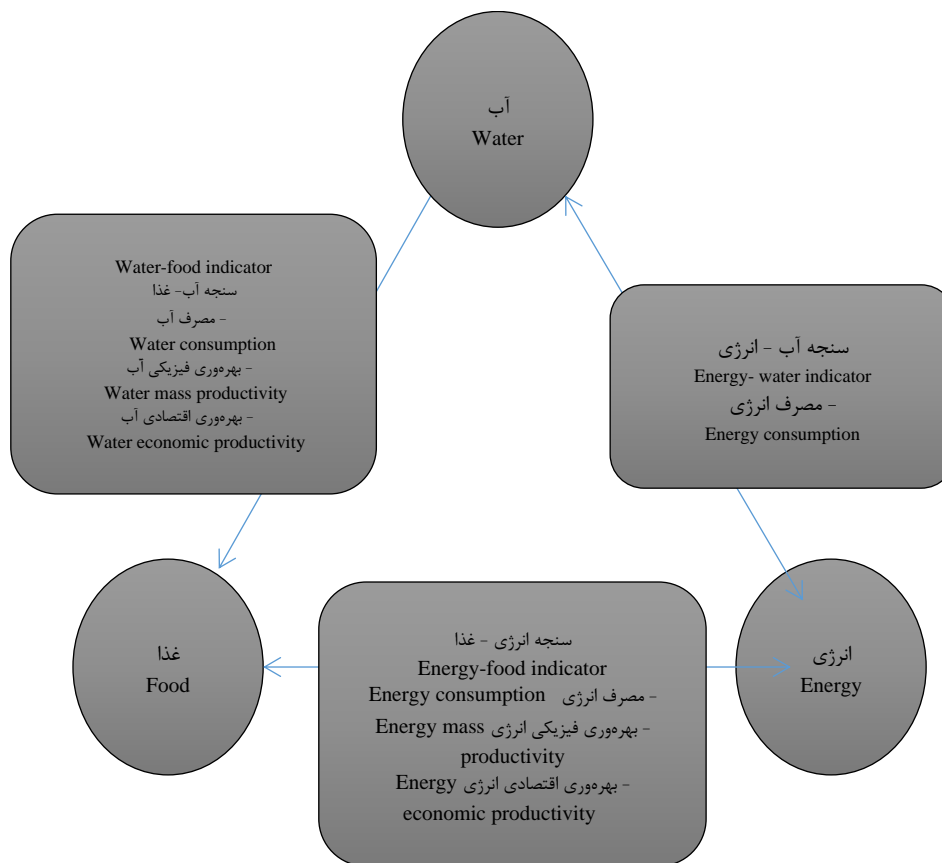 آب
Water
Water-food indicator
سنجه آب- غذا
- مصرف آب
Water consumption
- بهره‌وری فیزیکی آب
Water mass productivity
- بهره‌وری اقتصادی آب
Water economic productivity
سنجه آب - انرژی
Energy- water indicator
- مصرف انرژی
Energy consumption
غذا
Food
سنجه انرژی - غذا
Energy-food indicator
- مصرف انرژی Energy consumption
- بهره‌وری فیزیکی انرژی Energy mass
productivity
- بهره‌وری اقتصادی انرژی Energy
economic productivity
انرژی
Energy